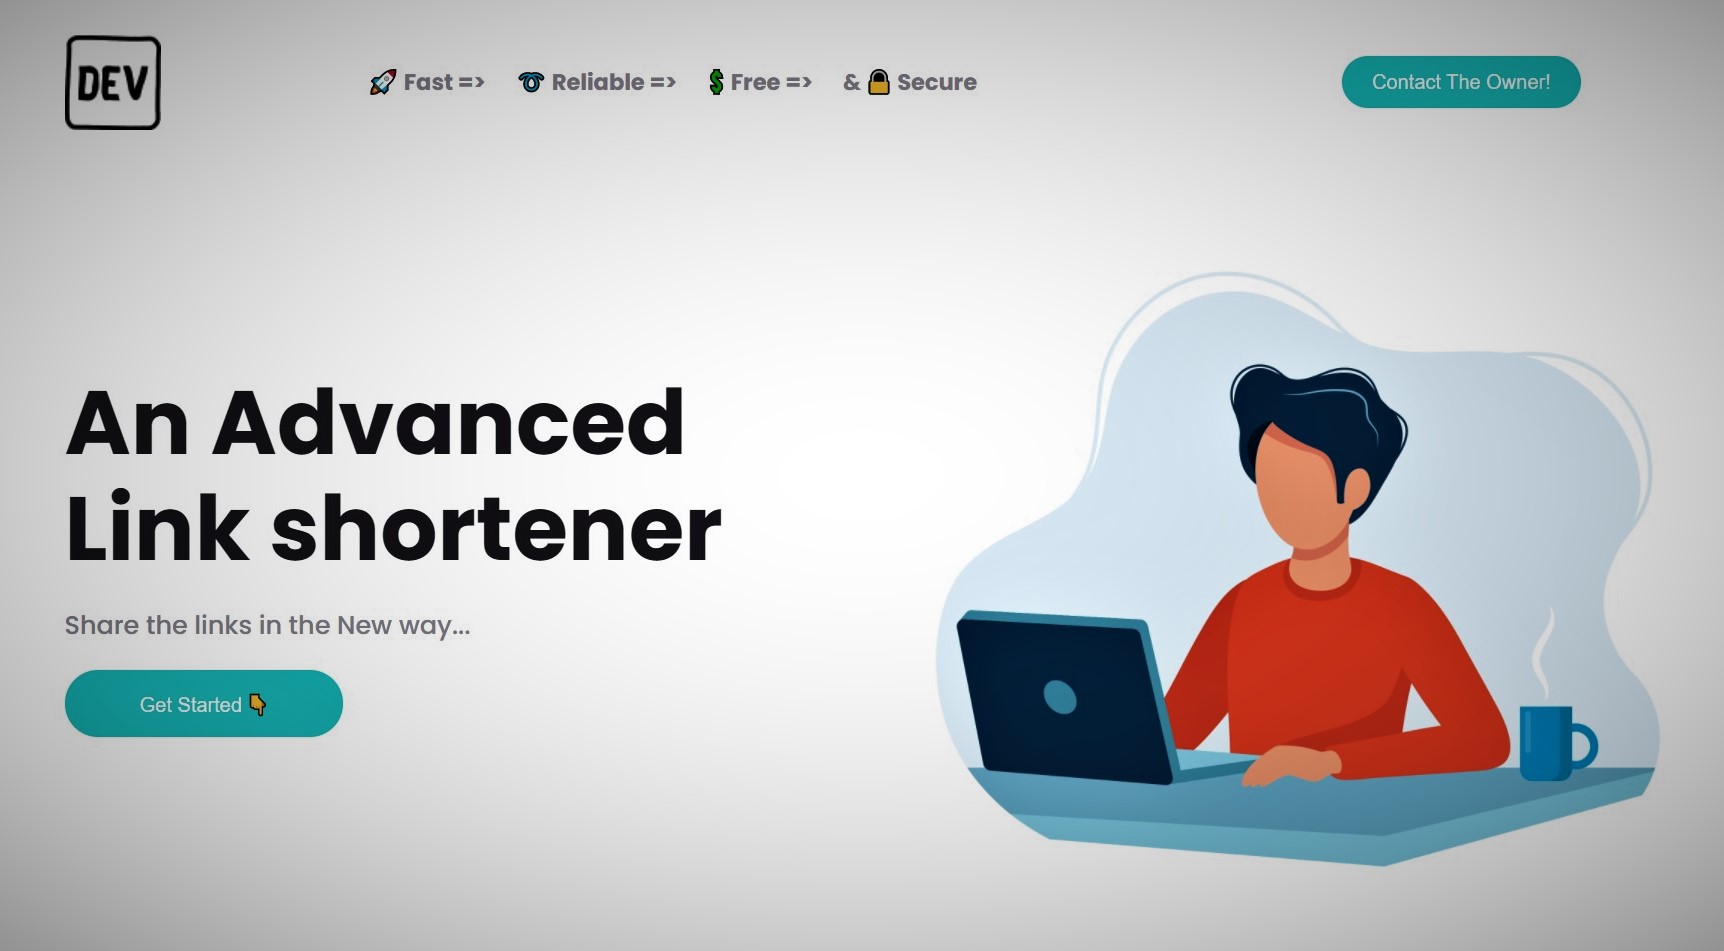 DEV
🚀 Fast => ➰ Reliable => 💲 Free => & 🔒 Secure
Contact The Owner!
An Advanced
Link shortener
Share the links in the New way...
Get Started 👇